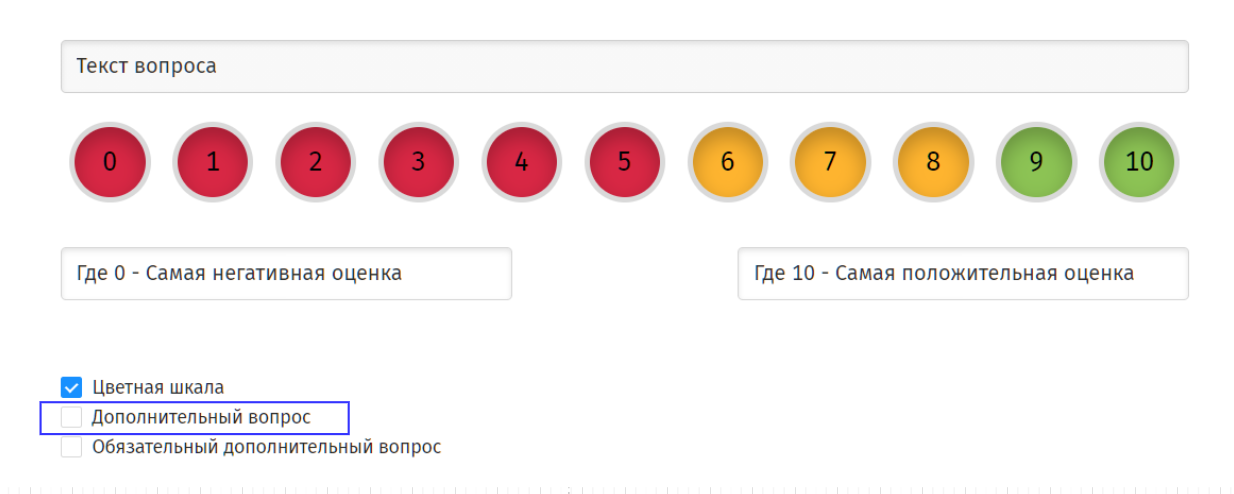 Текст вопроса
0 1 2 3 4 5 6 7 8 9 10
Где 0 - Самая негативная оценка
Где 10 - Самая положительная оценка
Цветная шкала
Дополнительный вопрос
Обязательный дополнительный вопрос